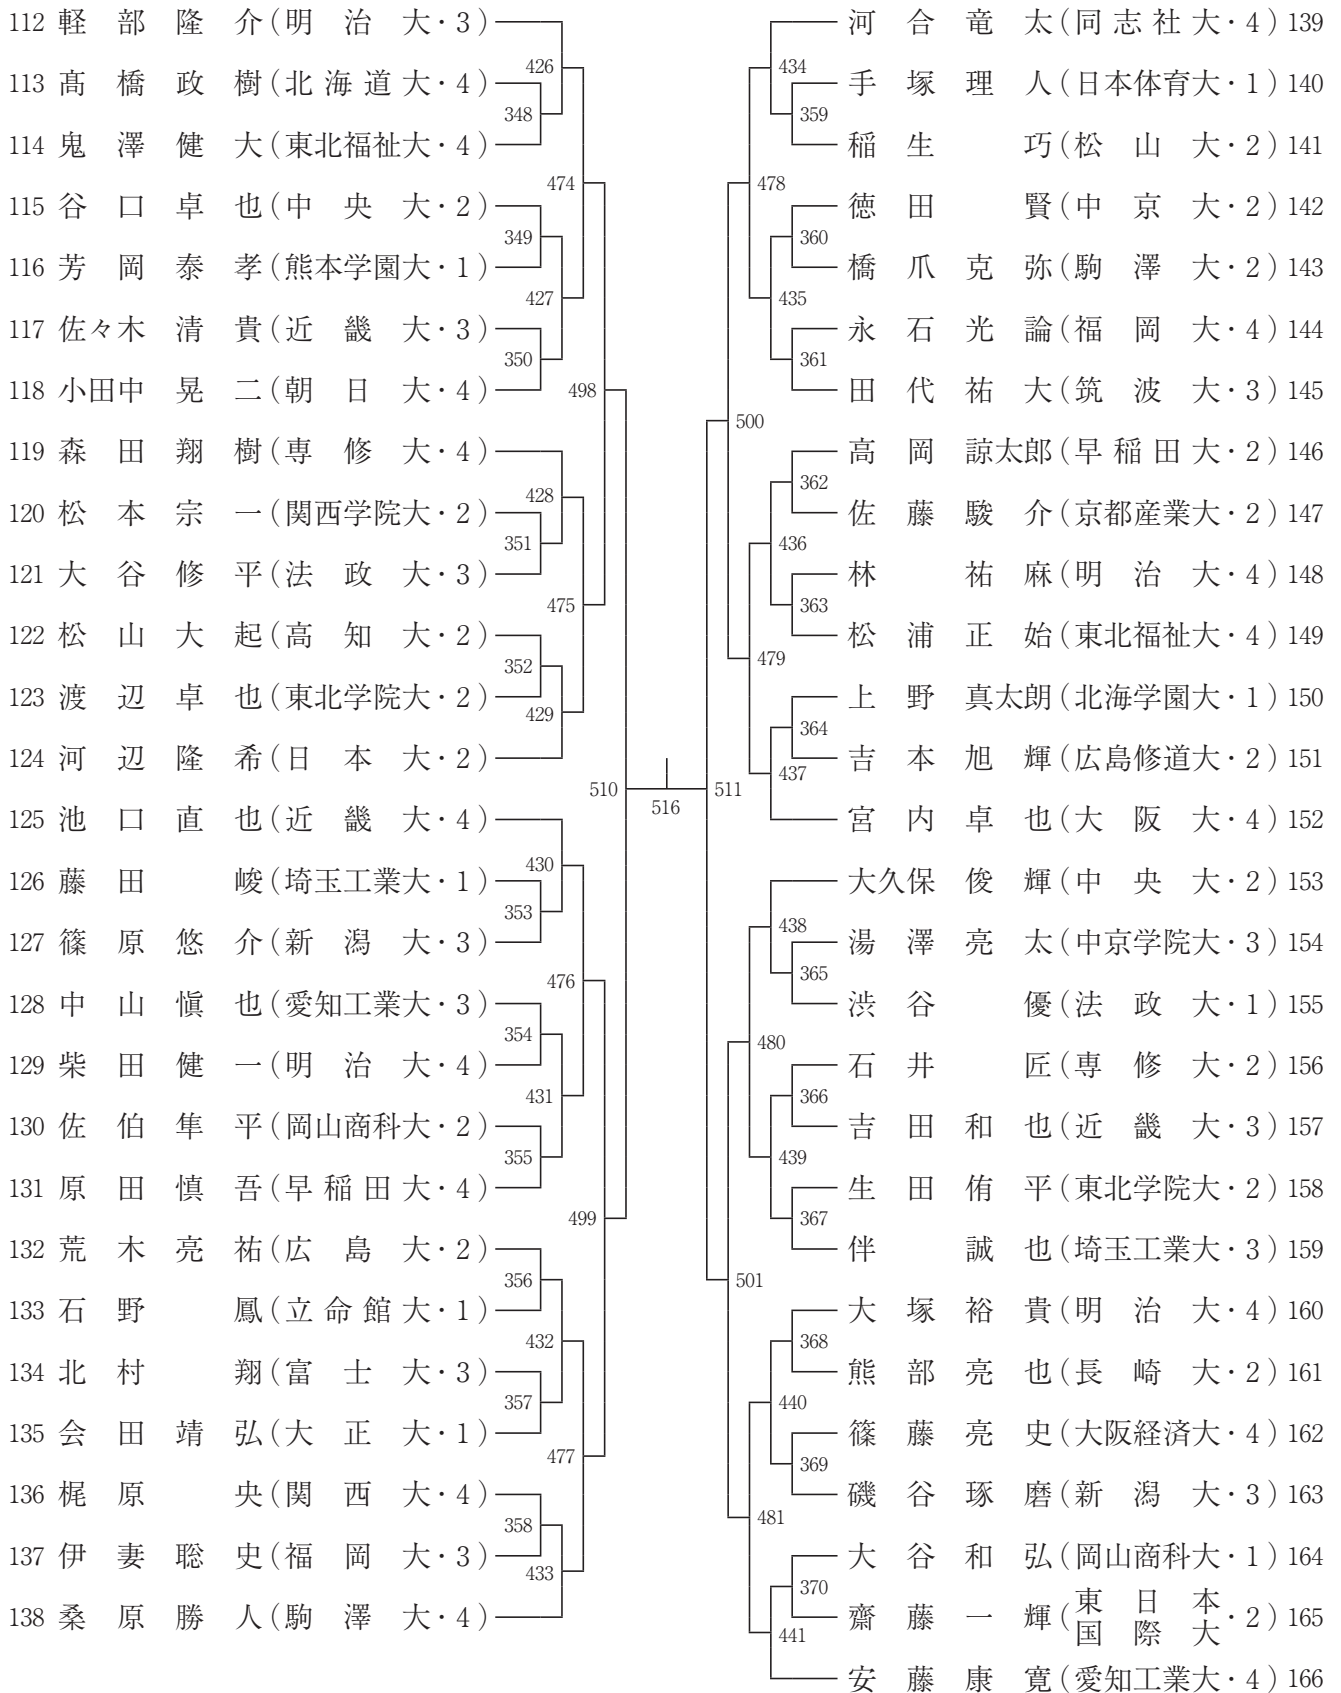 112 軽部隆介(明治大・3)
426
113 髙橋政樹(北海道大・4)
348
114 鬼澤健大(東北福祉大・4)
474
115 谷口卓也(中央大・2)
349
116 芳岡泰孝(熊本学園大・1)
427
117 佐々木清貴(近畿大・3)
350
118 小田中晃二(朝日大・4)
498
119 森田翔樹(専修大・4)
428
120 松本宗一(関西学院大・2)
351
121 大谷修平(法政大・3)
475
122 松山大起(高知大・2)
352
123 渡辺卓也(東北学院大・2)
429
124 河辺隆希(日本大・2)
510
516
125 池口直也(近畿大・4)
430
126 藤田峻(埼玉工業大・1)
353
127 篠原悠介(新潟大・3)
476
128 中山愼也(愛知工業大・3)
354
129 柴田健一(明治大・4)
431
130 佐伯隼平(岡山商科大・2)
355
131 原田慎吾(早稲田大・4)
499
132 荒木亮祐(広島大・2)
356
133 石野鳳(立命館大・1)
432
134 北村翔(富士大・3)
357
135 会田靖弘(大正大・1)
477
136 梶原央(関西大・4)
358
137 伊妻聡史(福岡大・3)
433
138 桑原勝人(駒澤大・4)
河合竜太(同志社大・4) 139
434
手塚理人(日本体育大・1) 140
359
稲生巧(松山大・2) 141
478
徳田賢(中京大・2) 142
360
橋爪克弥(駒澤大・2) 143
435
永石光論(福岡大・4) 144
361
田代祐大(筑波大・3) 145
500
高岡諒太郎(早稲田大・2) 146
362
佐藤駿介(京都産業大・2) 147
436
林祐麻(明治大・4) 148
363
松浦正始(東北福祉大・4) 149
479
上野真太朗(北海学園大・1) 150
364
吉本旭輝(広島修道大・2) 151
437
511
宮内卓也(大阪大・4) 152
大久保俊輝(中央大・2) 153
438
湯澤亮太(中京学院大・3) 154
365
渋谷優(法政大・1) 155
480
石井匠(専修大・2) 156
366
吉田和也(近畿大・3) 157
439
生田侑平(東北学院大・2) 158
367
伴誠也(埼玉工業大・3) 159
501
大塚裕貴(明治大・4) 160
368
熊部亮也(長崎大・2) 161
440
篠藤亮史(大阪経済大・4) 162
369
磯谷琢磨(新潟大・3) 163
481
大谷和弘(岡山商科大・1) 164
370
齋藤一輝(東日本国際大・2) 165
441
安藤康寛(愛知工業大・4) 166